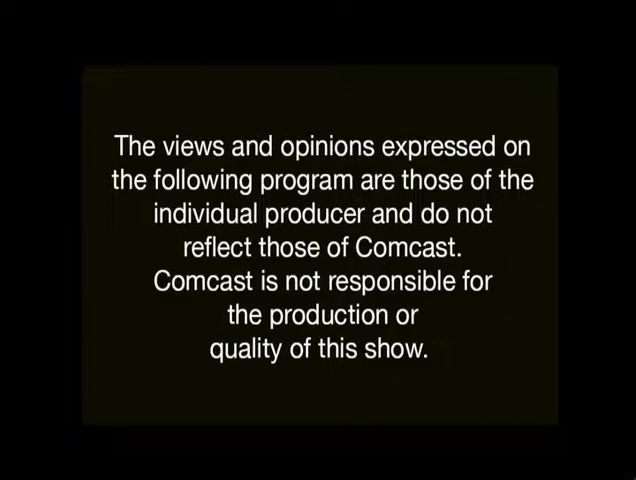 The views and opinions expressed on
the following program are those of the
individual producer and do not
reflect those of Comcast.
Comcast is not responsible for
the production or
quality of this show.